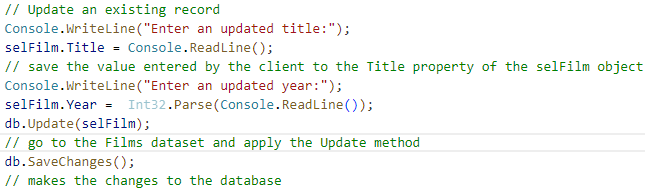 // Update an existing record
Console.WriteLine("Enter an updated title:");
selFilm.Title = Console.ReadLine();
// save the value entered by the client to the Title property of the selFilm object
Console.WriteLine("Enter an updated year:");
selFilm.Year =  Int32.Parse(Console.ReadLine());
db.Update(selFilm);
// go to the Films dataset and apply the Update method
db.SaveChanges();
// makes the changes to the database